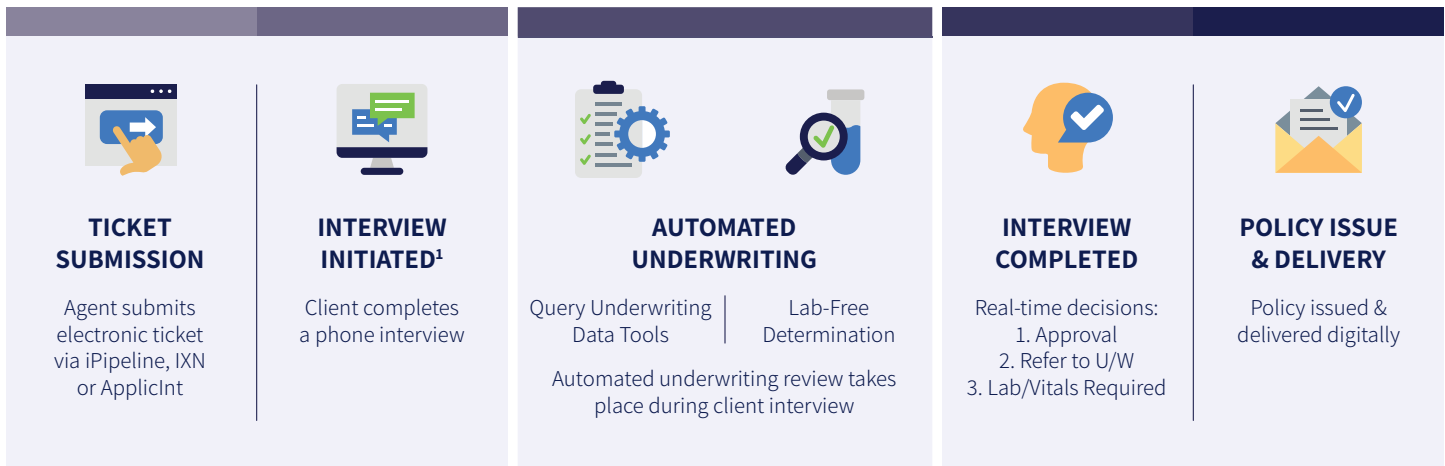 TICKET
SUBMISSION
Agent submits
electronic ticket
via iPipeline, IXN
or ApplicInt
INTERVIEW
INITIATED¹
Client completes
a phone interview
AUTOMATED
UNDERWRITING
Query Underwriting
Data Tools
Lab-Free
Determination
Automated underwriting review takes
place during client interview
INTERVIEW
COMPLETED
Real-time decisions:
1. Approval
2. Refer to U/W
3. Lab/Vitals Required
POLICY ISSUE
& DELIVERY
Policy issued &
delivered digitally